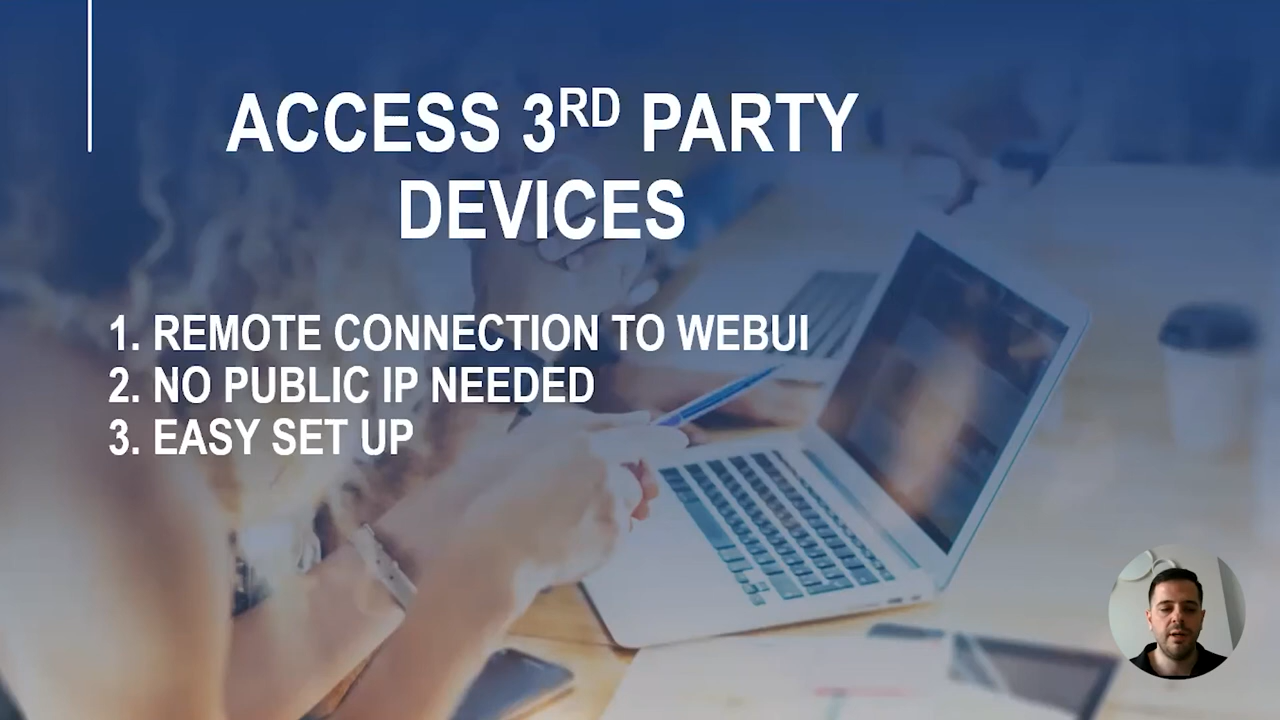 ACCESS 3RD PARTY
DEVICES
1. REMOTE CONNECTION TO WEBUI
2. NO PUBLIC IP NEEDED
3. EASY SET UP